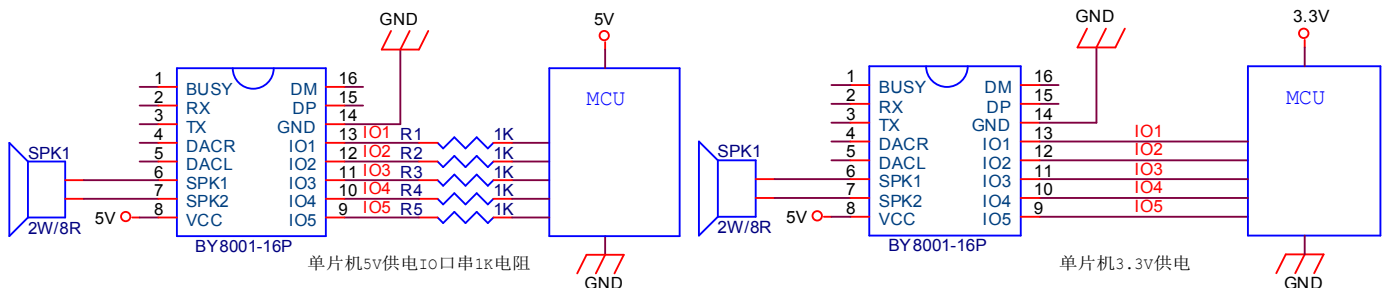 GND
5V
1 BUSY DM 16
2 RX DP 15
3 TX GND 14
4 DACR IO1 13 IO1 R1 1K
5 DACL IO2 12 IO2 R2 1K
6 SPK1 IO3 11 IO3 R3 1K
7 SPK2 IO4 10 IO4 R4 1K
8 VCC IO5 9 IO5 R5 1K
MCU
SPK1
2W/8R
5V
BY8001-16P
单片机5V供电IO口串1K电阻
GND
GND
3.3V
1 BUSY DM 16
2 RX DP 15
3 TX GND 14
4 DACR IO1 13 IO1
5 DACL IO2 12 IO2
6 SPK1 IO3 11 IO3
7 SPK2 IO4 10 IO4
8 VCC IO5 9 IO5
MCU
SPK1
2W/8R
5V
BY8001-16P
单片机3.3V供电
GND